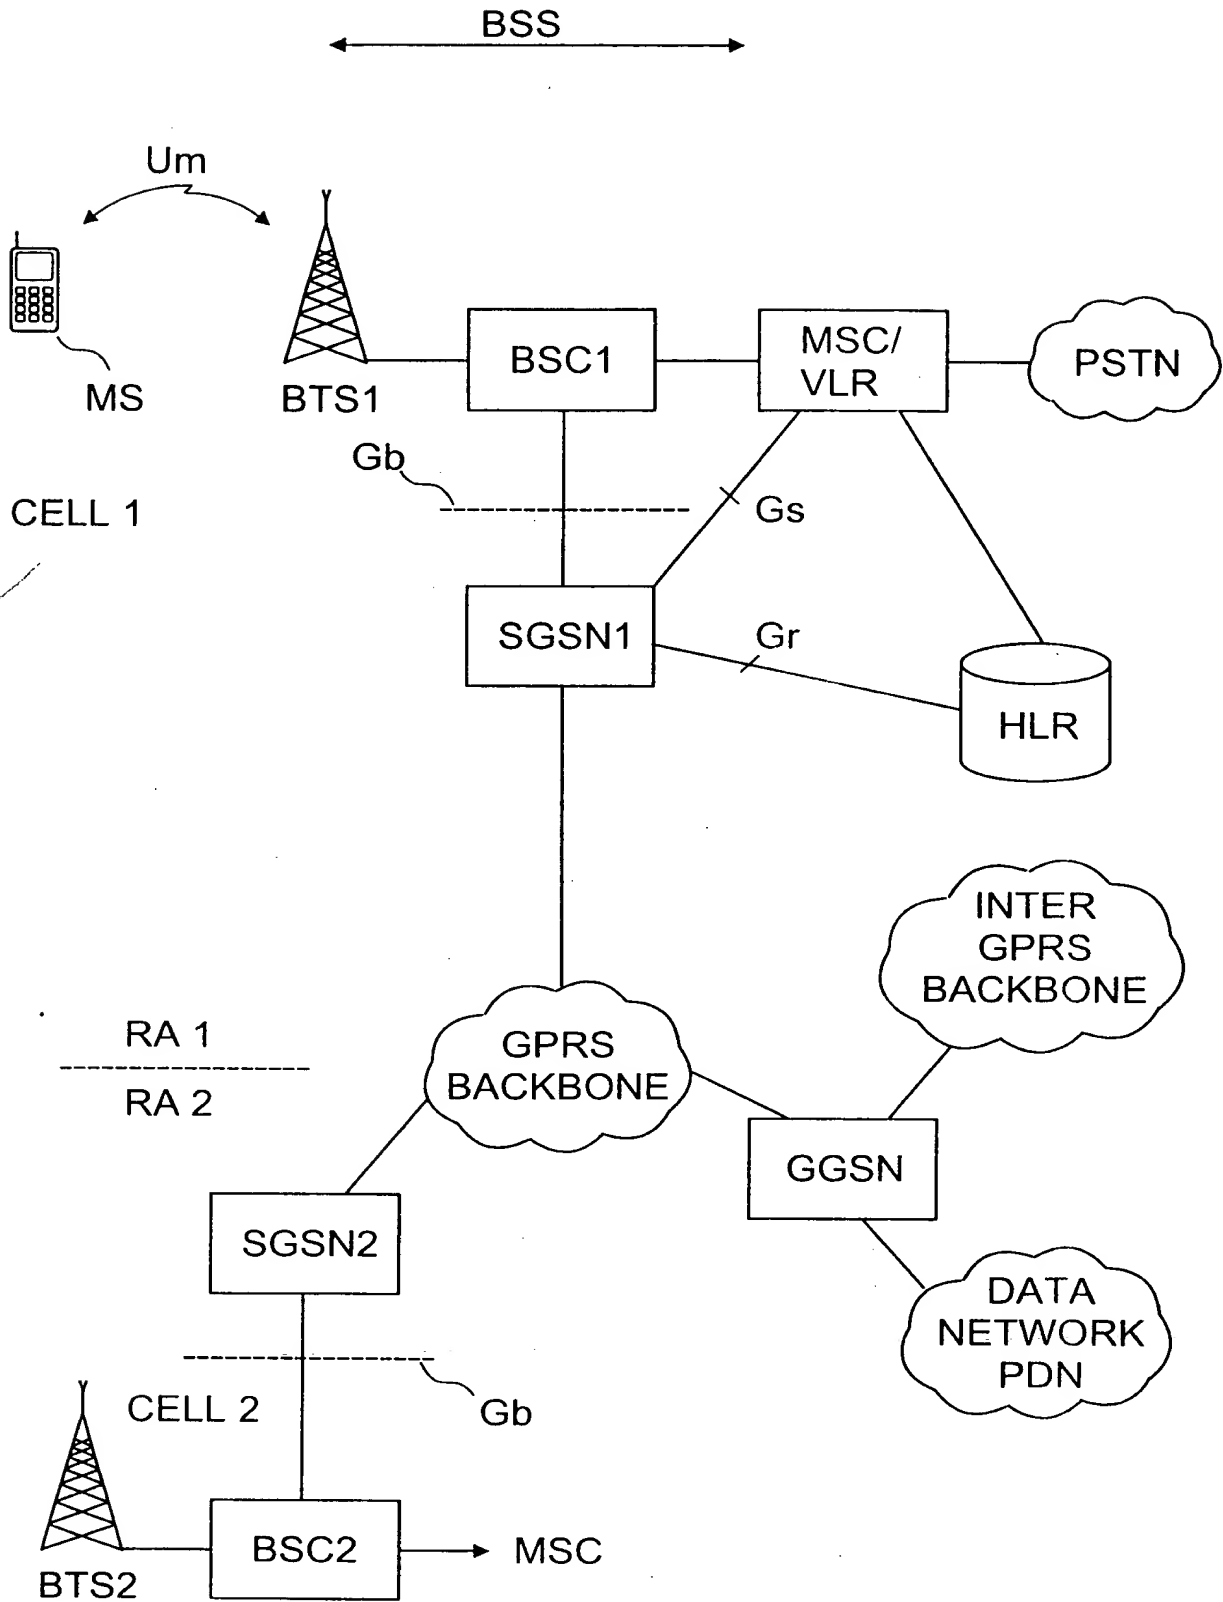 BSS
Um
MS
BTS1
BSC1
MSC/
VLR
PSTN
Gb
CELL 1
Gs
SGSN1
Gr
HLR
INTER
GPRS
BACKBONE
RA 1
RA 2
GPRS
BACKBONE
GGSN
SGSN2
DATA
NETWORK
PDN
CELL 2
Gb
BTS2
BSC2
MSC